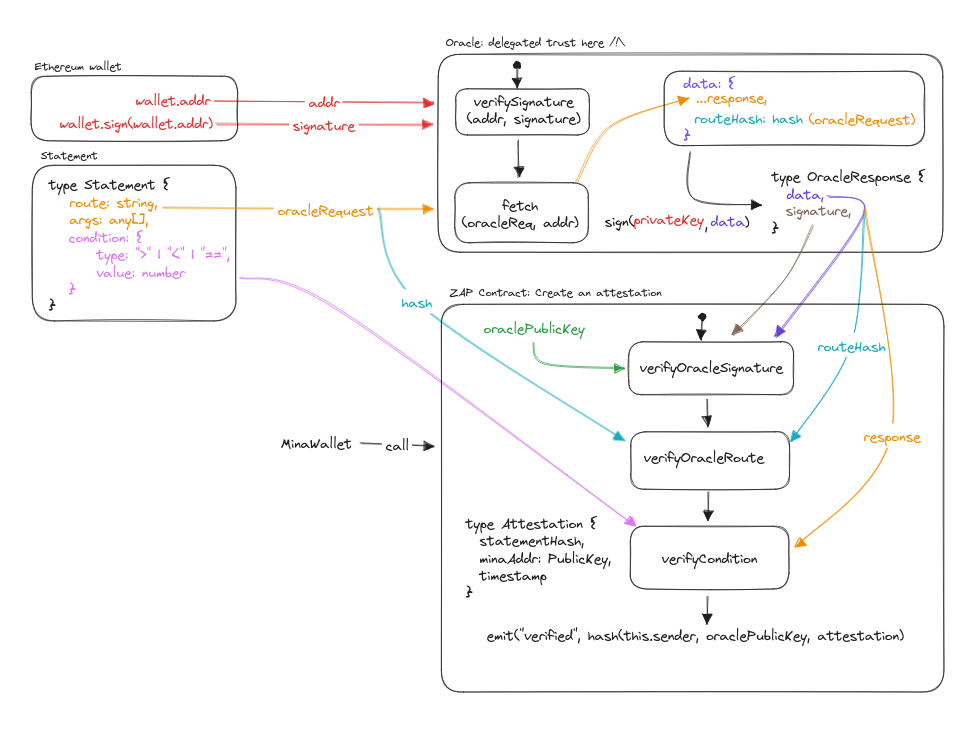 Oracle: delegated trust here /!\
Ethereum wallet
wallet.addr
addr
wallet.sign(wallet.addr)
signature
verifySignature
(addr, signature)
data: {
...response,
routeHash: hash (oracleRequest)
}
Statement
type Statement {
route: string,
args: any[],
condition: {
type: ">" | "<" | "==",
value: number
}
}
oracleRequest
fetch
(oracleReq, addr)
sign(privateKey, data)
type OracleResponse {
data,
signature,
}
hash
ZAP Contract: Create an attestation
oraclePublicKey
verifyOracleSignature
routeHash
MinaWallet
call
verifyOracleRoute
response
type Attestation {
statementHash,
minaAddr: PublicKey,
timestamp
}
verifyCondition
emit("verified", hash(this.sender, oraclePublicKey, attestation)